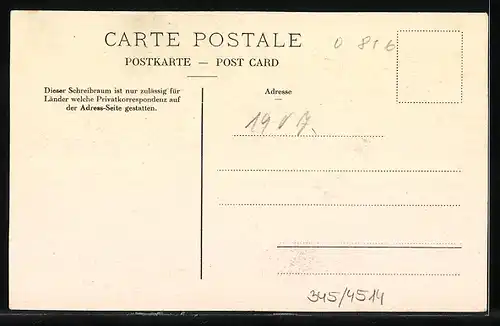 CARTE POSTALE
0 816
POSTKARTE — POST CARD
Dieser Schreibraum ist nur zulässig für
Länder welche Privatkorrespondenz auf
der Adress-Seite gestatten.
Adresse
345/4514